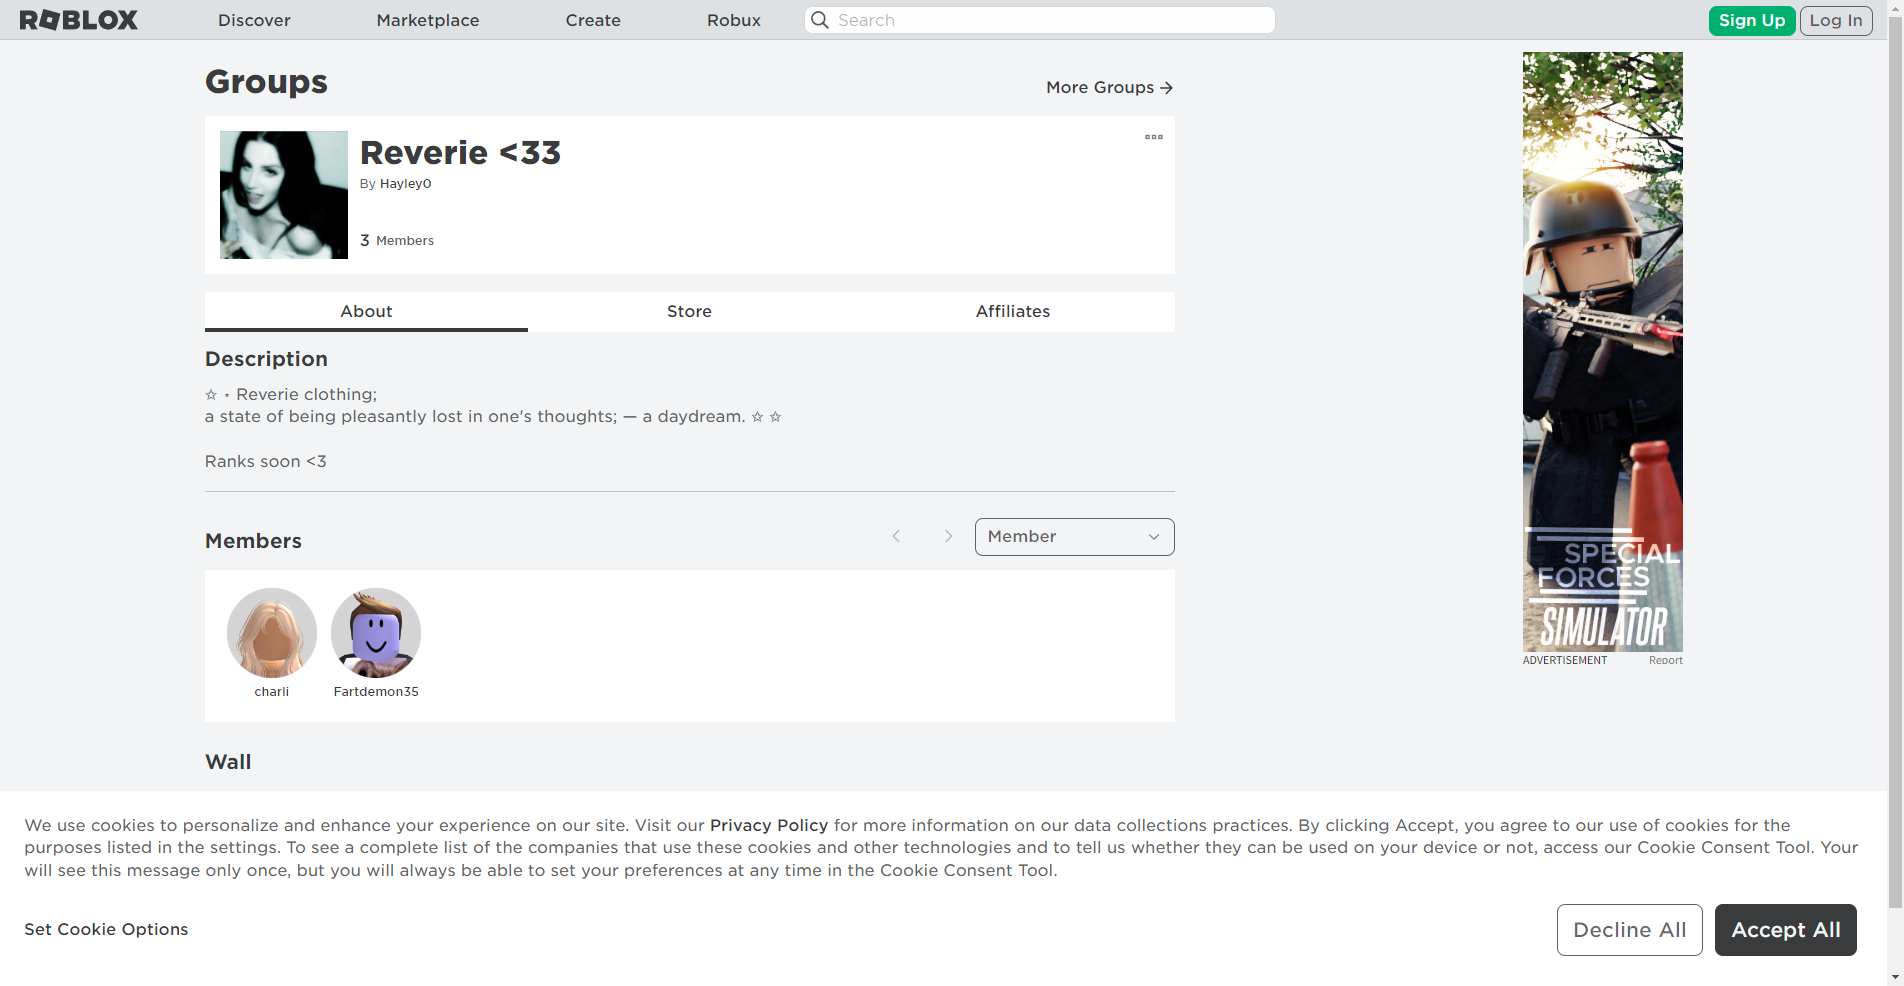 ROBLOX
Discover
Marketplace
Create
Robux
Search
Sign Up
Log In
Groups
More Groups →
Reverie <33
By Hayley0
3 Members
About
Store
Affiliates
Description
☆ • Reverie clothing;
a state of being pleasantly lost in one's thoughts; — a daydream. ☆ ☆
Ranks soon <3
Members
Member
charli
Fartdemon35
Wall
SPECIAL
FORCES
SIMULATOR
ADVERTISEMENT
Report
We use cookies to personalize and enhance your experience on our site. Visit our Privacy Policy for more information on our data collections practices. By clicking Accept, you agree to our use of cookies for the
purposes listed in the settings. To see a complete list of the companies that use these cookies and other technologies and to tell us whether they can be used on your device or not, access our Cookie Consent Tool. Your
will see this message only once, but you will always be able to set your preferences at any time in the Cookie Consent Tool.
Set Cookie Options
Decline All
Accept All